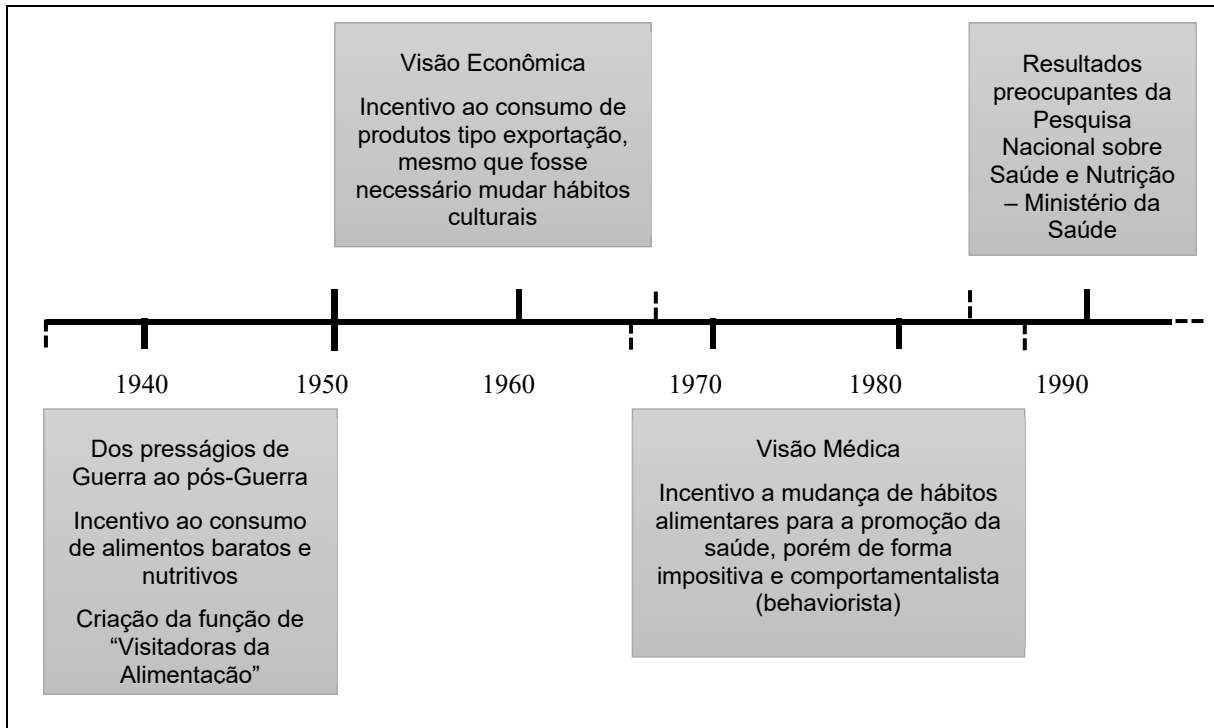 Visão Econômica
Incentivo ao consumo de
produtos tipo exportação,
mesmo que fosse
necessário mudar hábitos
culturais
Resultados
preocupantes da
Pesquisa
Nacional sobre
Saúde e Nutrição
– Ministério da
Saúde
1940 1950 1960 1970 1980 1990
Dos presságios de
Guerra ao pós-Guerra
Incentivo ao consumo
de alimentos baratos e
nutritivos
Criação da função de
“Visitadoras da
Alimentação”
Visão Médica
Incentivo a mudança de hábitos
alimentares para a promoção da
saúde, porém de forma
impositiva e comportamentalista
(behaviorista)